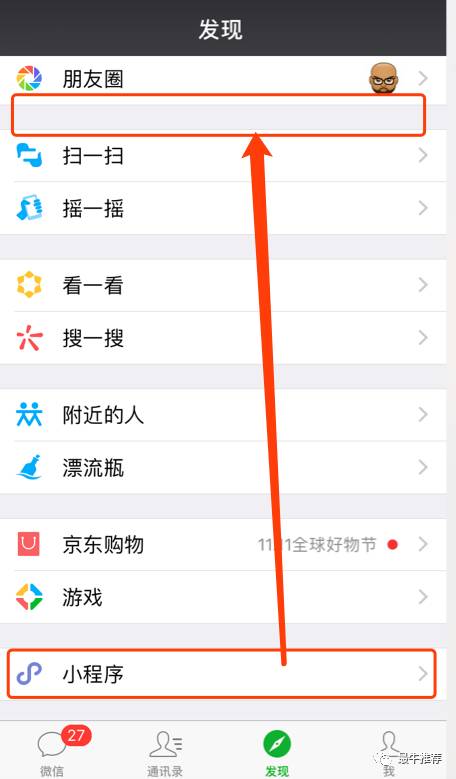 发现
朋友圈
扫一扫
摇一摇
看一看
搜一搜
附近的人
漂流瓶
京东购物 11.11全球好物节
游戏
小程序
27
微信 通讯录 发现 我
最牛推荐